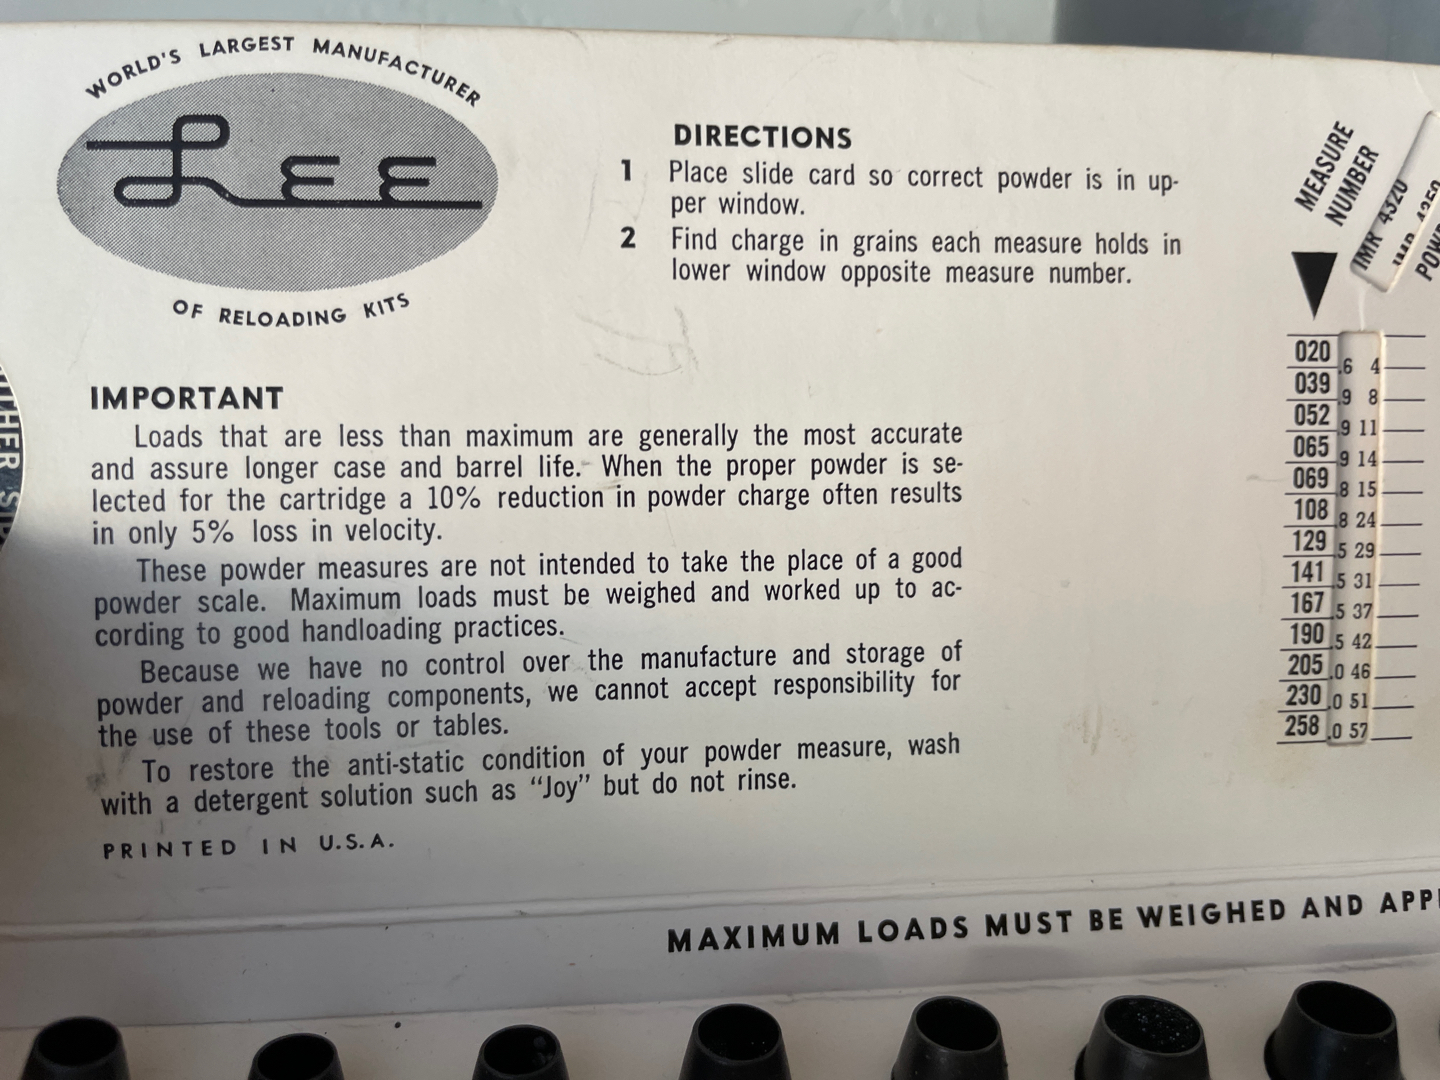 WORLD'S LARGEST MANUFACTURER
Lee
OF RELOADING KITS
DIRECTIONS
1 Place slide card so correct powder is in up-
per window.
2 Find charge in grains each measure holds in
lower window opposite measure number.
IMPORTANT
Loads that are less than maximum are generally the most accurate
and assure longer case and barrel life. When the proper powder is se-
lected for the cartridge a 10% reduction in powder charge often results
in only 5% loss in velocity.
These powder measures are not intended to take the place of a good
powder scale. Maximum loads must be weighed and worked up to ac-
cording to good handloading practices.
Because we have no control over the manufacture and storage of
powder and reloading components, we cannot accept responsibility for
the use of these tools or tables.
To restore the anti-static condition of your powder measure, wash
with a detergent solution such as "Joy" but do not rinse.
PRINTED IN U.S.A.
MEASURE
NUMBER
IMR 4320
020 .6 4
039 .9 8
052 .9 11
065 .9 14
069 .8 15
108 .8 24
129 .5 29
141 .5 31
167 .5 37
190 .5 42
205 .0 46
230 .0 51
258 .0 57
MAXIMUM LOADS MUST BE WEIGHED AND